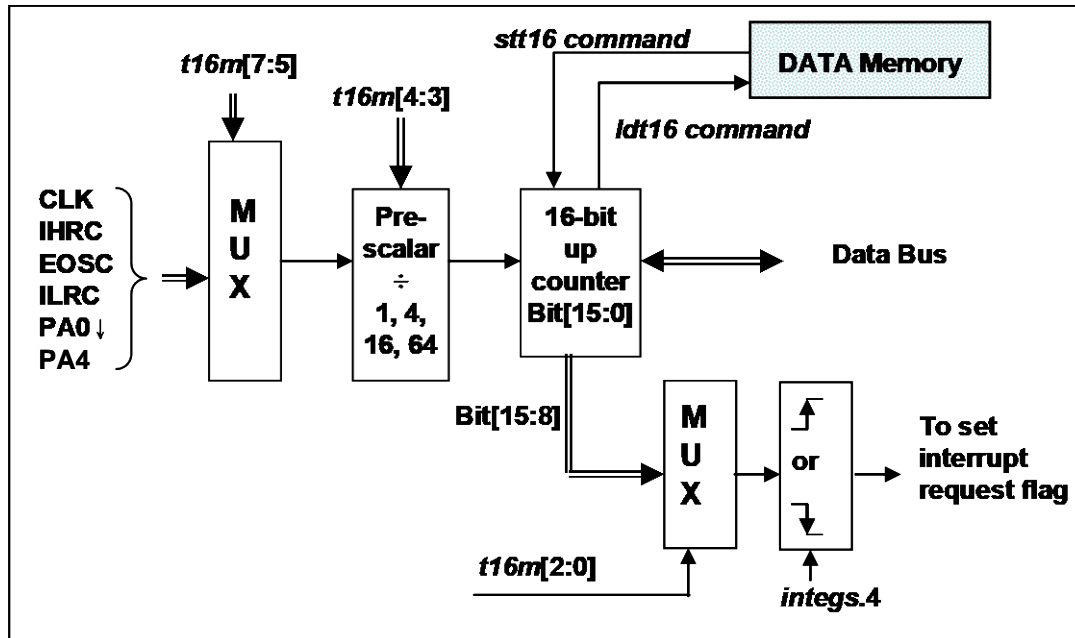 stt16 command
DATA Memory
t16m[7:5]
t16m[4:3]
ldt16 command
CLK
IHRC
EOSC
ILRC
PA0↓
PA4
M
U
X
Pre-
scalar
÷
1, 4,
16, 64
16-bit
up
counter
Bit[15:0]
Data Bus
Bit[15:8]
M
U
X
or
To set
interrupt
request flag
t16m[2:0]
integs.4